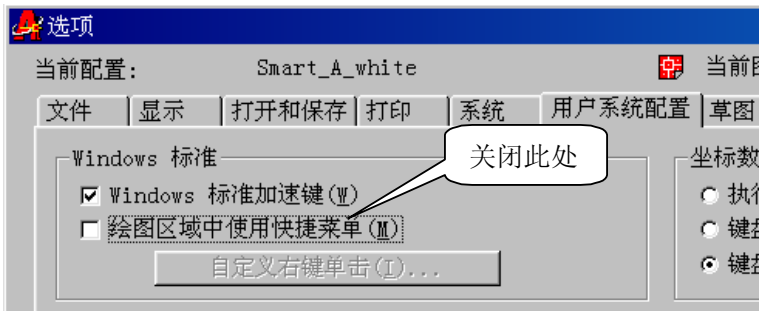 选项
当前配置: Smart_A_white 当前
文件 显示 打开和保存 打印 系统 用户系统配置 草图
Windows 标准 关闭此处 坐标数
Windows 标准加速键(W) 执行
绘图区域中使用快捷菜单(M) 键盘
自定义右键单击(I)... 键盘